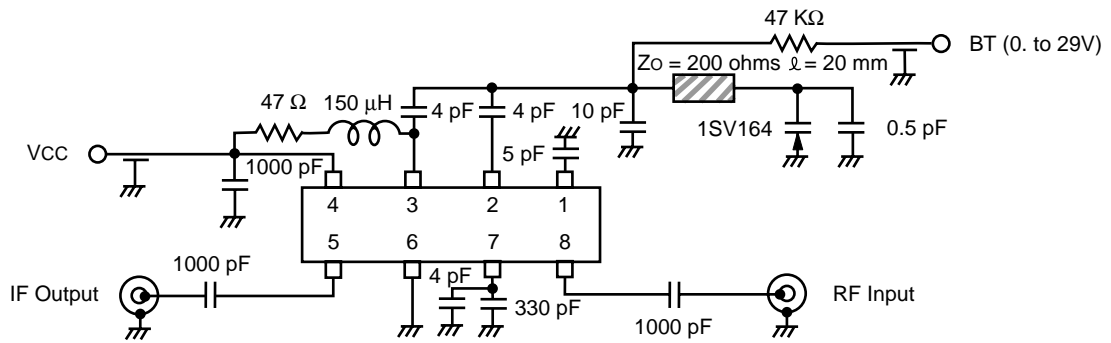 47 KΩ
BT (0. to 29V)
ZO = 200 ohms ℓ = 20 mm
47 Ω
150 µH
4 pF
4 pF
10 pF
1SV164
0.5 pF
VCC
1000 pF
5 pF
4
3
2
1
5
6
7
8
1000 pF
4 pF
IF Output
330 pF
RF Input
1000 pF